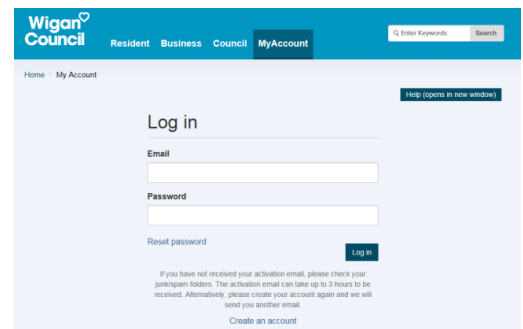 Wigan
Council
Resident Business Council MyAccount
Enter Keywords Search
Home / My Account
Help (opens in new window)
Log in
Email
Password
Reset password
Log in
If you have not received your activation email, please check your
junk/spam folders. The activation email can take up to 3 hours to be
received. Alternatively, please create your account again and we will
send you another email.
Create an account